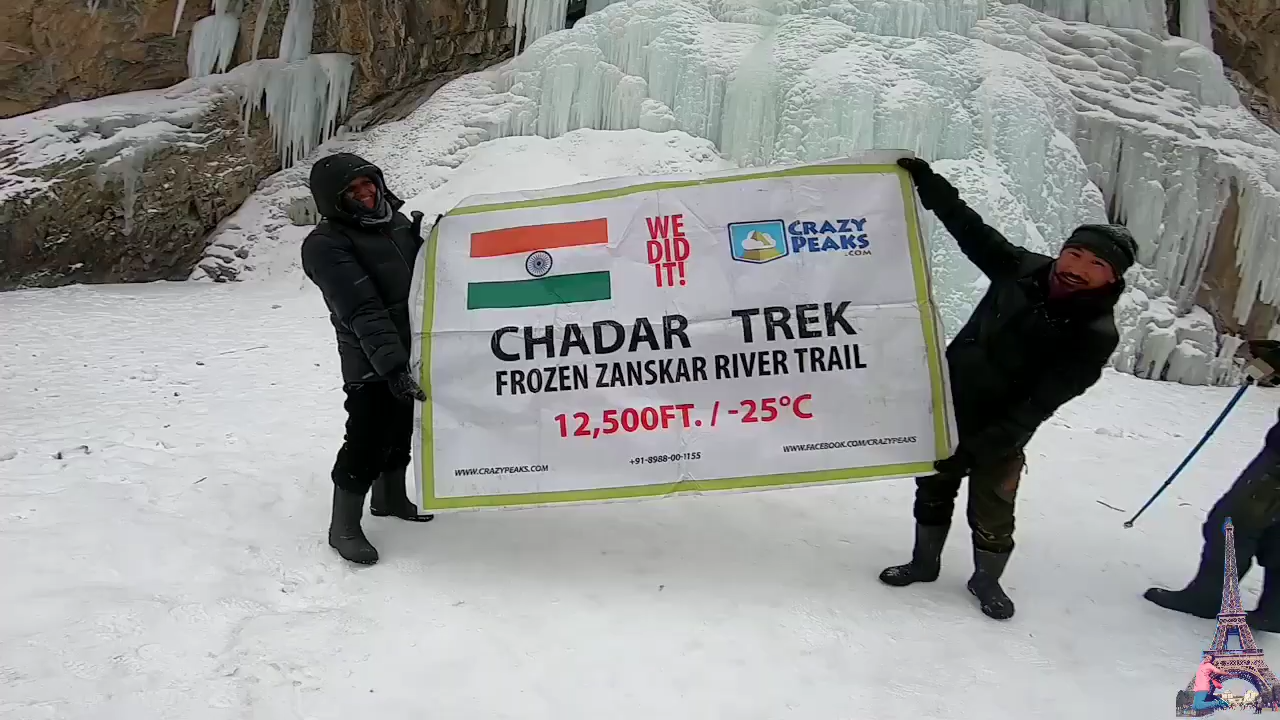 WE
DID
IT!
CRAZY
PEAKS
.COM
CHADAR TREK
FROZEN ZANSKAR RIVER TRAIL
12,500FT. / -25°C
WWW.CRAZYPEAKS.COM
+91-8988-00-1155
WWW.FACEBOOK.COM/CRAZYPEAKS